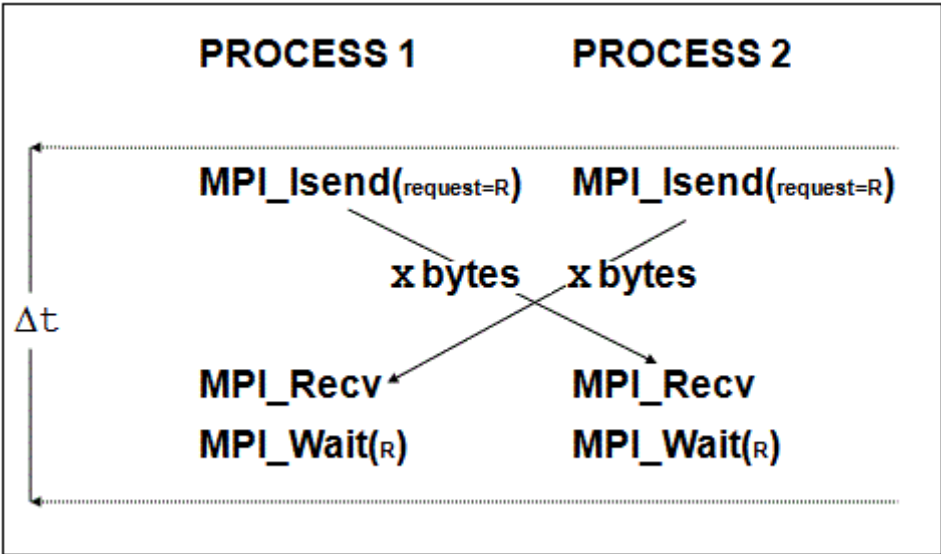 PROCESS 1 PROCESS 2
MPI_Isend(request=R) MPI_Isend(request=R)
x bytes x bytes
Δt
MPI_Recv MPI_Recv
MPI_Wait(R) MPI_Wait(R)